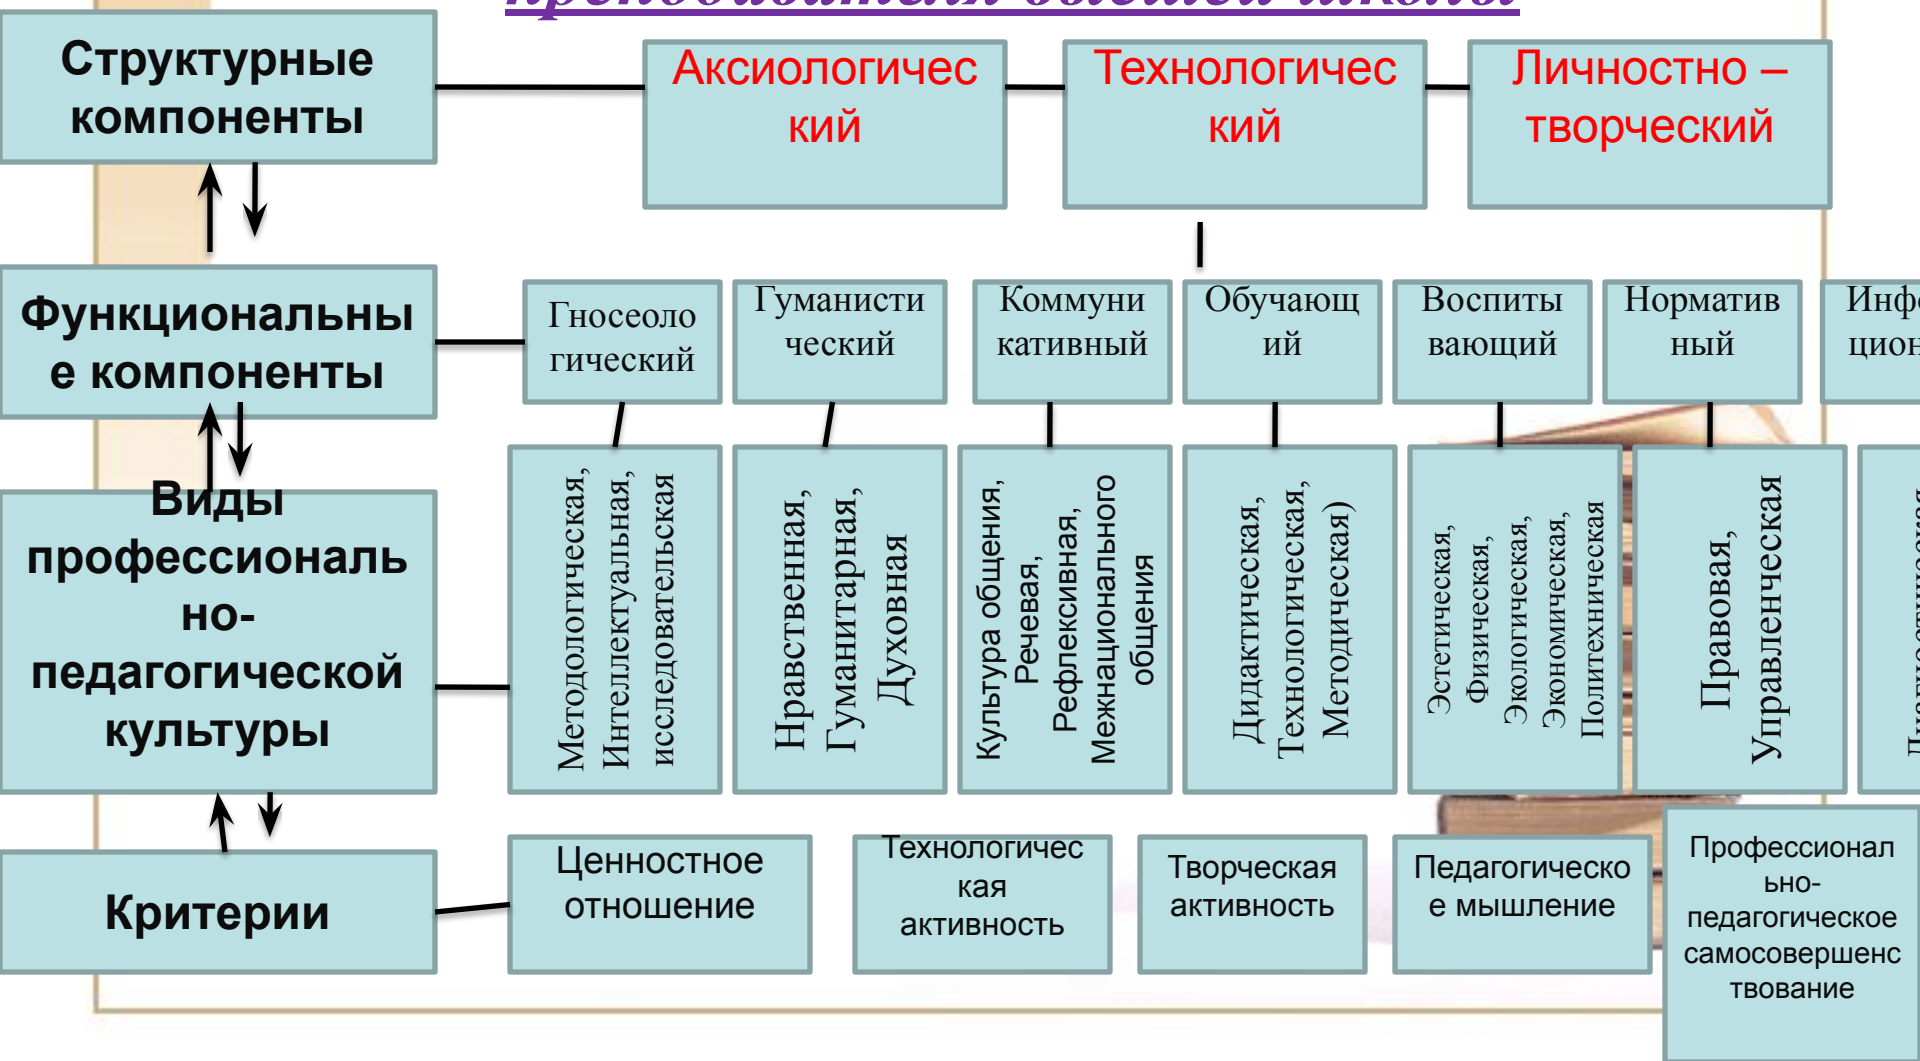 преподавателя высшей школы
Структурные
компоненты
Аксиологичес
кий
Технологичес
кий
Личностно –
творческий
Функциональны
е компоненты
Гносеоло
гический
Гуманисти
ческий
Коммуни
кативный
Обучающ
ий
Воспиты
вающий
Норматив
ный
Виды
профессиональ
но-
педагогической
культуры
Методологическая,
Интеллектуальная,
исследовательская
Нравственная,
Гуманитарная,
Духовная
Культура общения,
Речевая,
Рефлексивная,
Межнационального
общения
Дидактическая,
Технологическая,
Методическая)
Эстетическая,
Физическая,
Экологическая,
Экономическая,
Политехническая
Правовая,
Управленческая
Критерии
Ценностное
отношение
Технологичес
кая
активность
Творческая
активность
Педагогическо
е мышление
Профессионал
ьно-
педагогическое
самосовершенс
твование